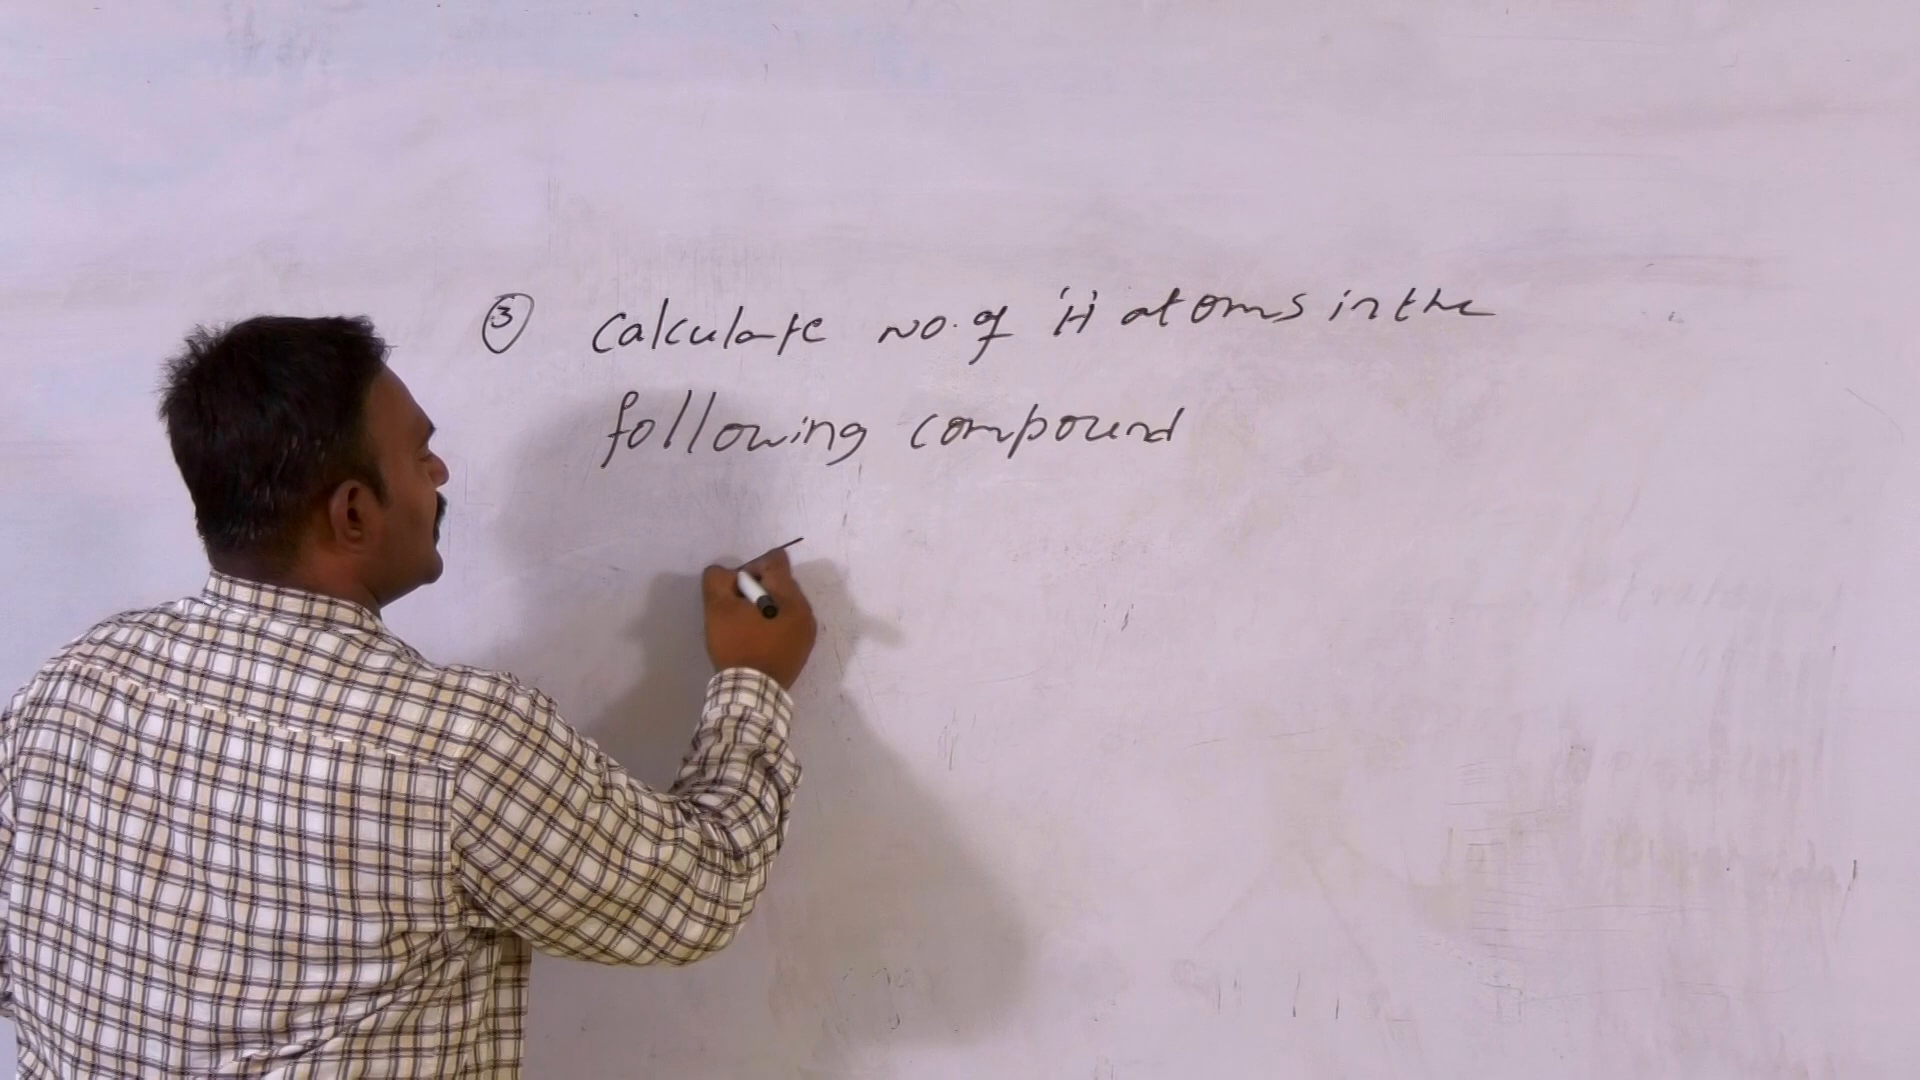 ③ Calculate No. of 'H' atoms in the
following compound